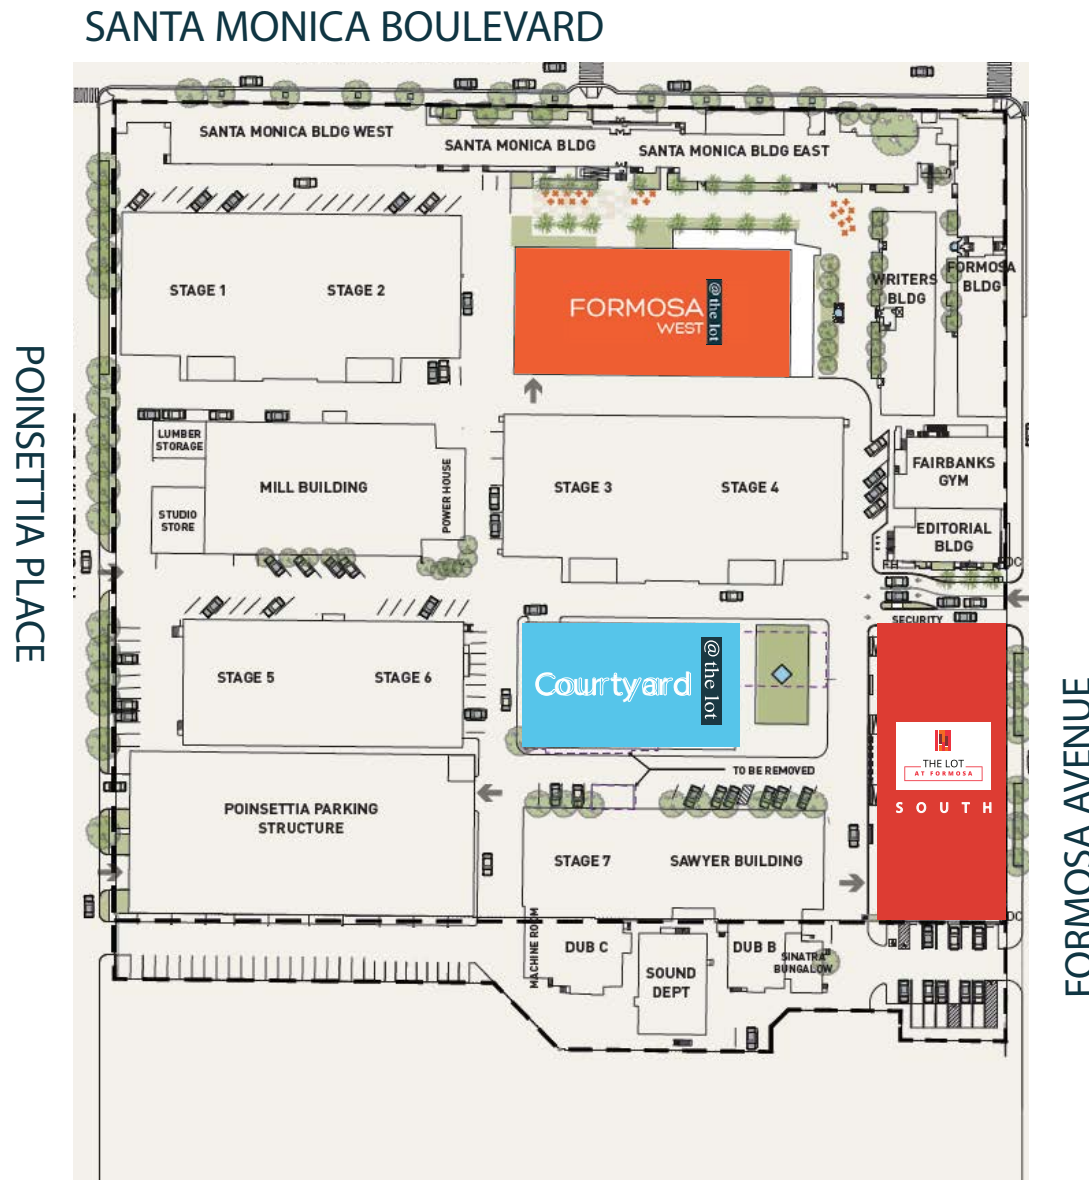 SANTA MONICA BOULEVARD
SANTA MONICA BLDG WEST
SANTA MONICA BLDG
SANTA MONICA BLDG EAST
STAGE 1
STAGE 2
FORMOSA
WEST
@ the lot
WRITERS
BLDG
FORMOSA
BLDG
POINSETTIA PLACE
LUMBER
STORAGE
MILL BUILDING
POWER HOUSE
STUDIO
STORE
STAGE 3
STAGE 4
FAIRBANKS
GYM
EDITORIAL
BLDG
SECURITY
STAGE 5
STAGE 6
Courtyard
@ the lot
THE LOT
AT FORMOSA
SOUTH
FORMOSA AVENUE
TO BE REMOVED
POINSETTIA PARKING
STRUCTURE
STAGE 7
SAWYER BUILDING
MACHINE ROOM
DUB C
SOUND
DEPT
DUB B
SINATRA
BUNGALOW